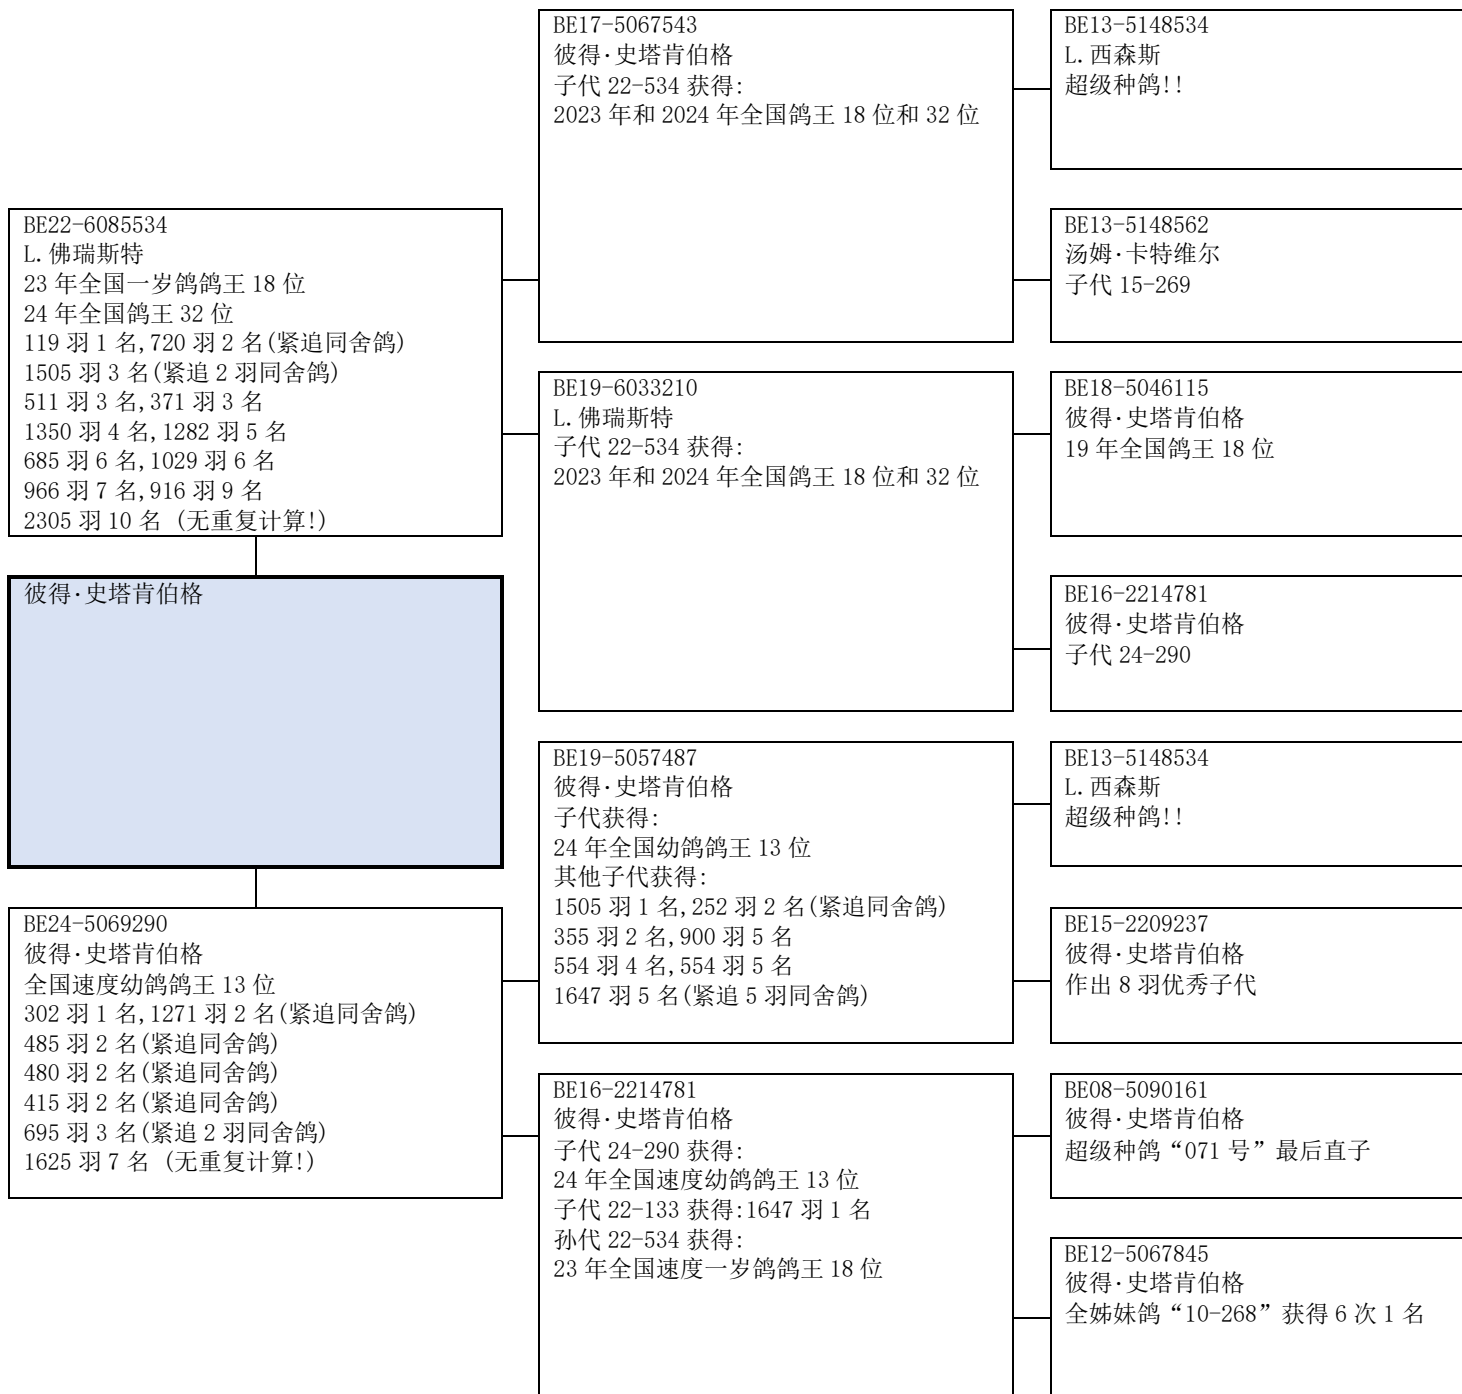 BE17-5067543
彼得·史塔肯伯格
子代 22-534 获得:
2023 年和 2024 年全国鸽王 18 位和 32 位
BE13-5148534
L.西森斯
超级种鸽!!
BE22-6085534
L.佛瑞斯特
23 年全国一岁鸽鸽王 18 位
24 年全国鸽王 32 位
119 羽 1 名,720 羽 2 名(紧追同舍鸽)
1505 羽 3 名(紧追 2 羽同舍鸽)
511 羽 3 名,371 羽 3 名
1350 羽 4 名,1282 羽 5 名
685 羽 6 名,1029 羽 6 名
966 羽 7 名,916 羽 9 名
2305 羽 10 名 (无重复计算!)
BE13-5148562
汤姆·卡特维尔
子代 15-269
BE19-6033210
L.佛瑞斯特
子代 22-534 获得:
2023 年和 2024 年全国鸽王 18 位和 32 位
BE18-5046115
彼得·史塔肯伯格
19 年全国鸽王 18 位
彼得·史塔肯伯格
BE16-2214781
彼得·史塔肯伯格
子代 24-290
BE19-5057487
彼得·史塔肯伯格
子代获得:
24 年全国幼鸽鸽王 13 位
其他子代获得:
1505 羽 1 名,252 羽 2 名(紧追同舍鸽)
355 羽 2 名,900 羽 5 名
554 羽 4 名,554 羽 5 名
1647 羽 5 名(紧追 5 羽同舍鸽)
BE13-5148534
L.西森斯
超级种鸽!!
BE24-5069290
彼得·史塔肯伯格
全国速度幼鸽鸽王 13 位
302 羽 1 名,1271 羽 2 名(紧追同舍鸽)
485 羽 2 名(紧追同舍鸽)
480 羽 2 名(紧追同舍鸽)
415 羽 2 名(紧追同舍鸽)
695 羽 3 名(紧追 2 羽同舍鸽)
1625 羽 7 名 (无重复计算!)
BE15-2209237
彼得·史塔肯伯格
作出 8 羽优秀子代
BE16-2214781
彼得·史塔肯伯格
子代 24-290 获得:
24 年全国速度幼鸽鸽王 13 位
子代 22-133 获得:1647 羽 1 名
孙代 22-534 获得:
23 年全国速度一岁鸽鸽王 18 位
BE08-5090161
彼得·史塔肯伯格
超级种鸽“071 号”最后直子
BE12-5067845
彼得·史塔肯伯格
全姊妹鸽“10-268”获得 6 次 1 名